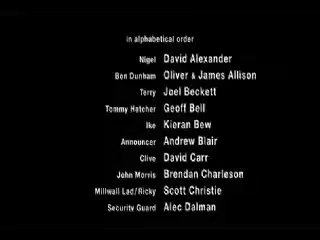 in alphabetical order
Nigel David Alexander
Ben Dunham Oliver & James Allison
Terry Joel Beckett
Tommy Hatcher Geoff Bell
Ike Kieran Bew
Announcer Andrew Blair
Clive David Carr
John Morris Brendan Charleson
Millwall Lad/Ricky Scott Christie
Security Guard Alec Dalman